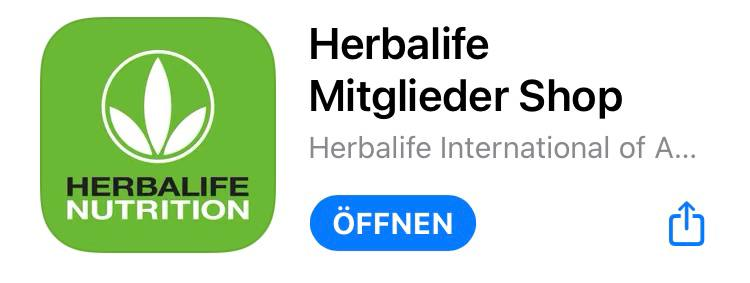 Herbalife
Mitglieder Shop
Herbalife International of A...
HERBALIFE
NUTRITION
ÖFFNEN